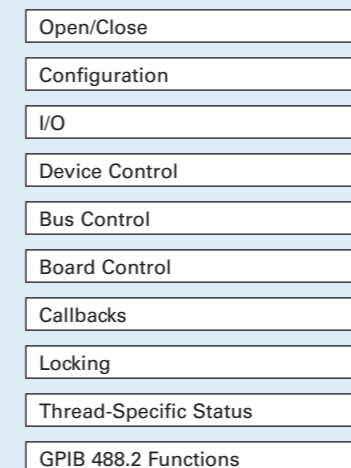 Open/Close
Configuration
I/O
Device Control
Bus Control
Board Control
Callbacks
Locking
Thread-Specific Status
GPIB 488.2 Functions